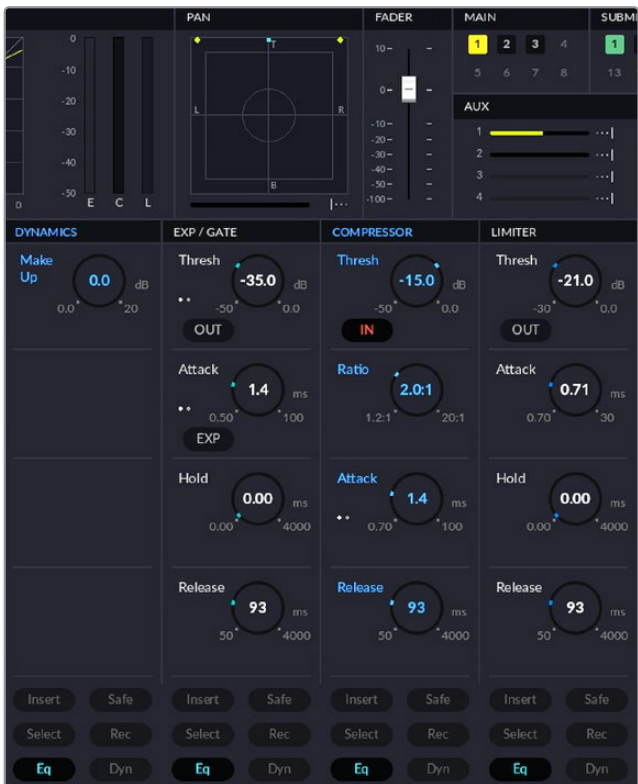 PAN FADER MAIN SUBM
0 T 10 1 2 3 4 1
-10 5 6 7 8 13
-20 L R 0 AUX
-30 -10 1
-40 -20 2
-30 3
-40
-50 B -50 4
0 E C L -100
DYNAMICS EXP / GATE COMPRESSOR LIMITER
Make Up 0.0 dB Thresh -35.0 dB Thresh -15.0 dB Thresh -21.0 dB
0.0 20 -50 0.0 -50 0.0 -30 0.0
OUT IN OUT
Attack 1.4 ms Ratio 2.0:1 Attack 0.71 ms
0.50 100 1.2:1 20:1 0.70 30
EXP
Hold 0.00 ms Attack 1.4 ms Hold 0.00 ms
0.00 4000 0.70 100 0.00 4000
Release 93 ms Release 93 ms Release 93 ms
50 4000 50 4000 50 4000
Insert Safe Insert Safe Insert Safe Insert Safe
Select Rec Select Rec Select Rec Select Rec
Eq Dyn Eq Dyn Eq Dyn Eq Dyn